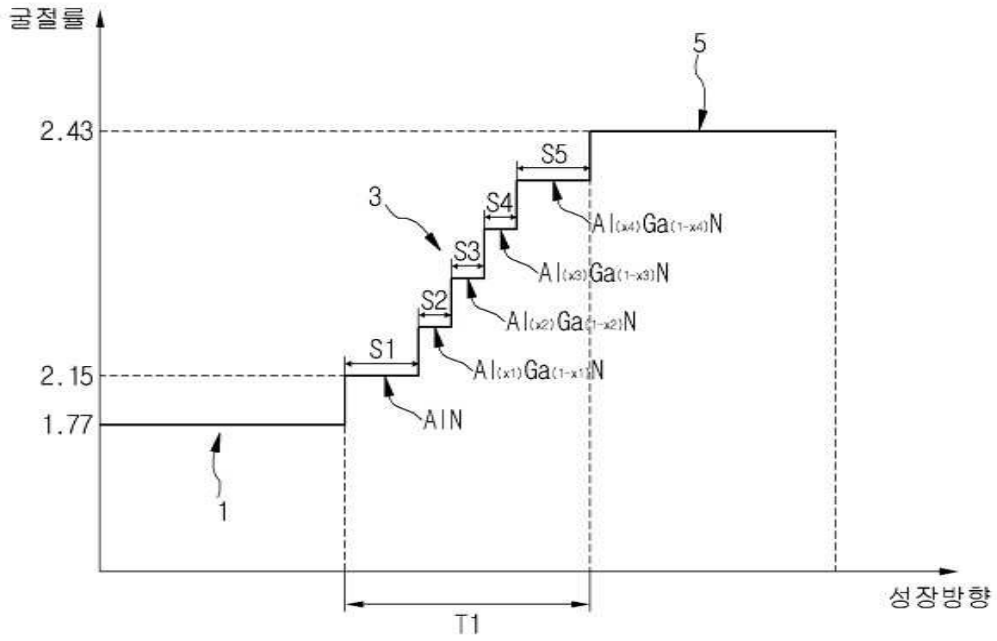 굴절률
5
2.43
S5
S4
3
Al(x4)Ga(1-x4)N
S3
Al(x3)Ga(1-x3)N
S2
Al(x2)Ga(1-x2)N
S1
2.15
Al(x1)Ga(1-x1)N
1.77
AlN
1
성장방향
T1